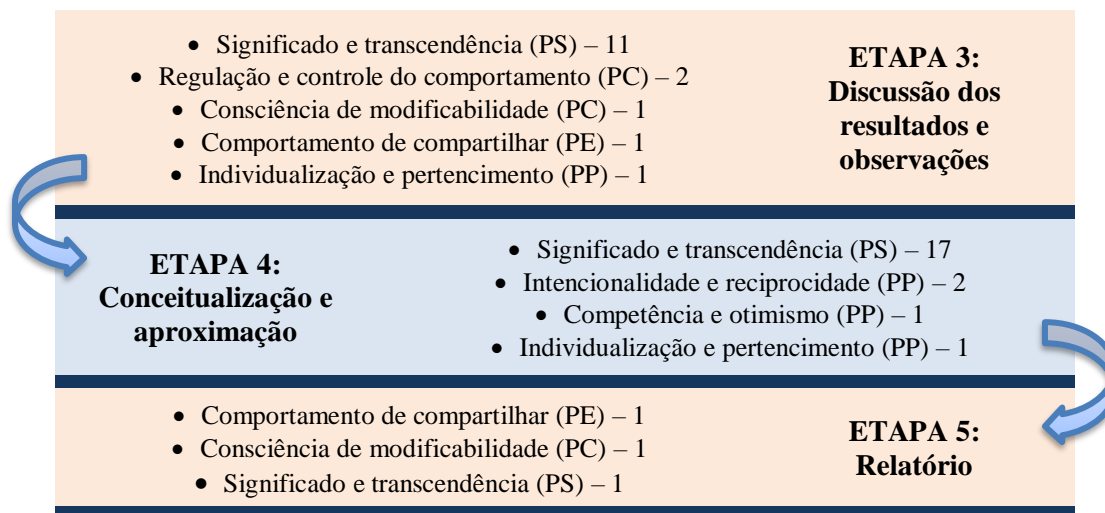 • Significado e transcendência (PS) – 11
• Regulação e controle do comportamento (PC) – 2
• Consciência de modificabilidade (PC) – 1
• Comportamento de compartilhar (PE) – 1
• Individualização e pertencimento (PP) – 1
ETAPA 3:
Discussão dos
resultados e
observações
ETAPA 4:
Conceitualização e
aproximação
• Significado e transcendência (PS) – 17
• Intencionalidade e reciprocidade (PP) – 2
• Competência e otimismo (PP) – 1
• Individualização e pertencimento (PP) – 1
• Comportamento de compartilhar (PE) – 1
• Consciência de modificabilidade (PC) – 1
• Significado e transcendência (PS) – 1
ETAPA 5:
Relatório